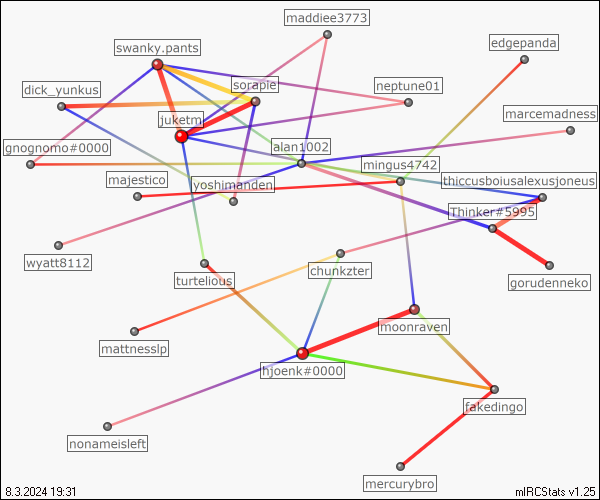 maddiee3773
swanky.pants
edgepanda
dick_yunkus
sorapie
neptune01
juketm
marcemadness
gnognomo#0000
alan1002
mingus4742
majestico
yoshimanden
thiccusboiusalexusjoneus
Thinker#5995
wyatt8112
chunkzter
turtelious
gorudenneko
moonraven
mattnesslp
hjoenk#0000
fakedingo
nonameisleft
mercurybro
8.3.2024 19:31
mIRCStats v1.25